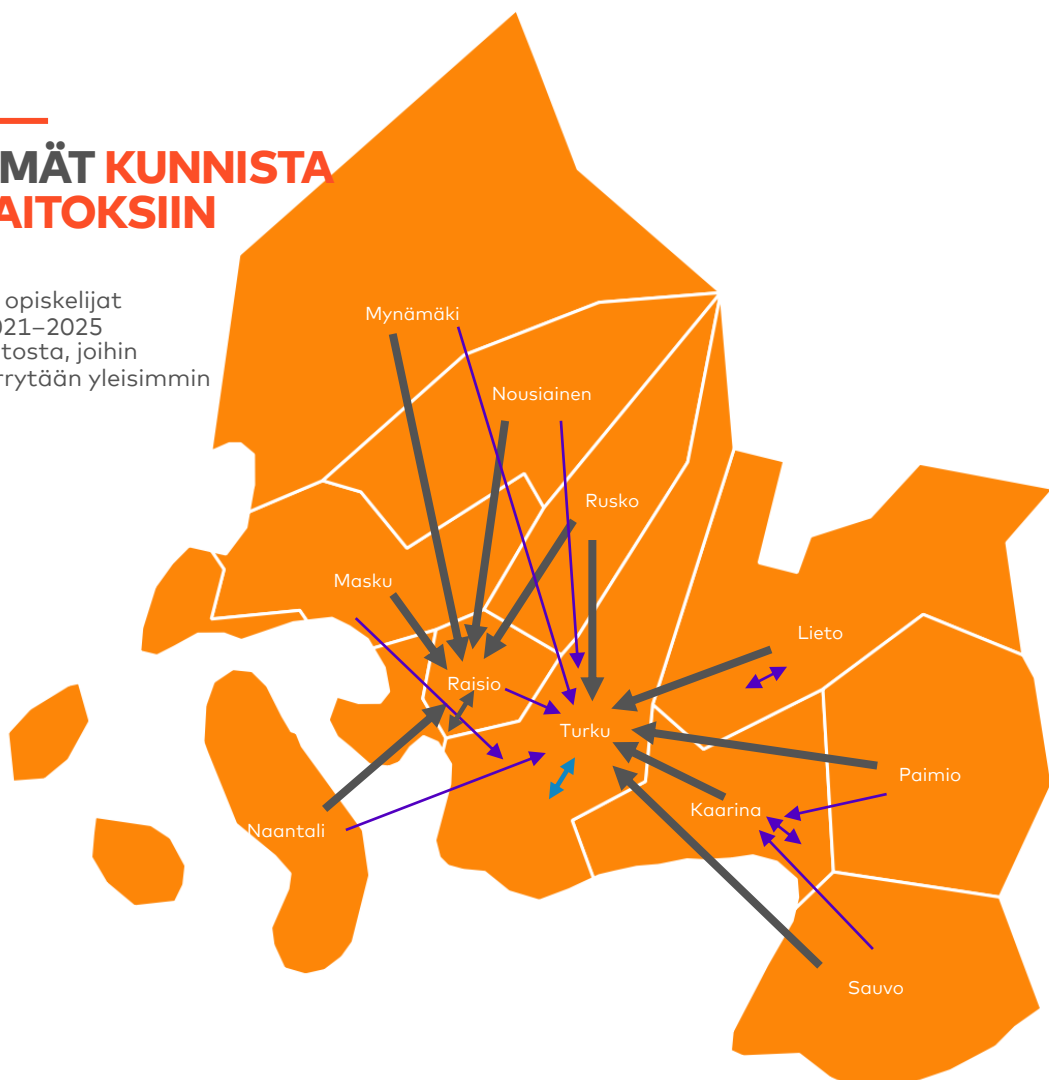 MÄT KUNNISTA
AITOKSIIN
opiskelijat
021–2025
tosta, joihin
rrytään yleisimmin
Mynämäki
Nousiainen
Rusko
Masku
Lieto
Raisio
Turku
Paimio
Kaarina
Naantali
Sauvo